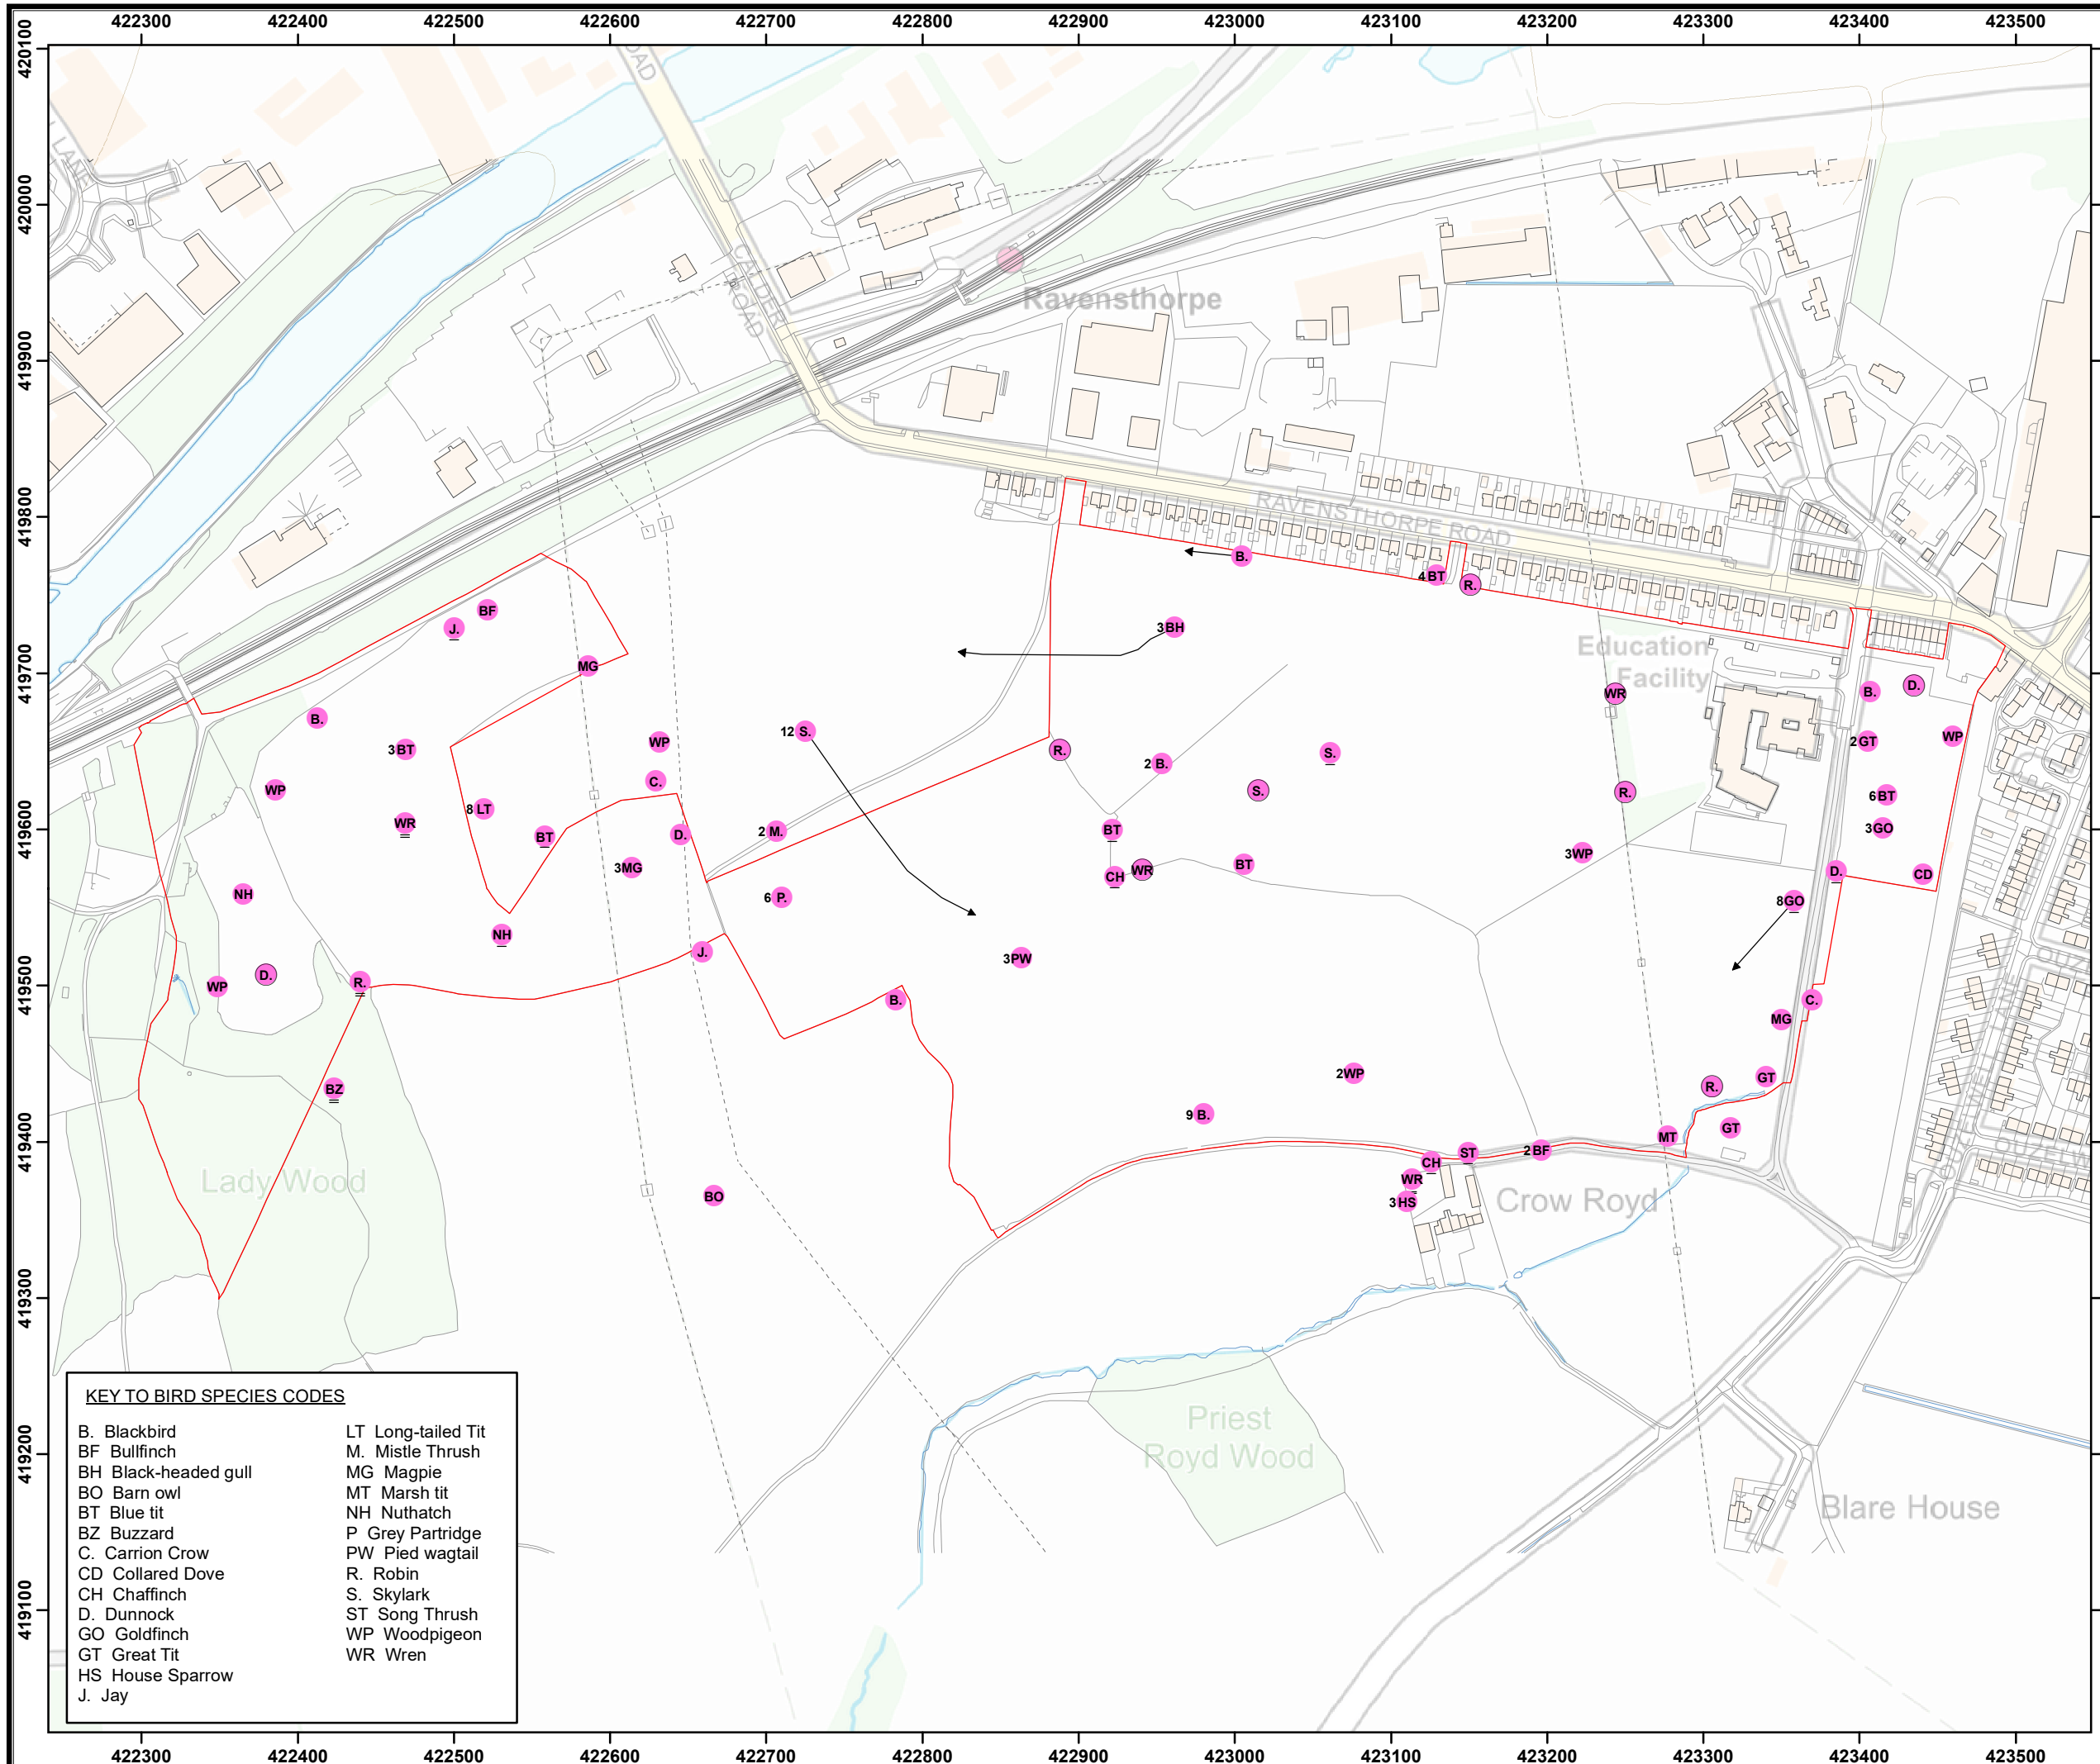 422300 422400 422500 422600 422700 422800 422900 423000 423100 423200 423300 423400 423500
420100
420000
419900
419800
419700
419600
419500
419400
419300
419200
419100
OAD
LANE
CALDER
ROAD
Ravensthorpe
RAVENSTHORPE ROAD
B.
4 BT
R.
BF
J.
3 BH
Education
Facility
MG
WR
B.
D.
B.
12 S.
WP
3 BT
WP
R.
2 B.
S.
2 GT
C.
WP
S.
R.
6 BT
8 LT
WR
BT
D.
2 M.
BT
3 GO
3 MG
CH
WR
BT
3 WP
D.
CD
NH
6 P.
8 GO
NH
J.
3 PW
D.
WP
R.
B.
C.
MG
BZ
2 WP
R.
GT
9 B.
GT
MT
ST
2 BF
CH
WR
3 HS
BO
Lady Wood
Crow Royd
Priest
Royd Wood
Blare House
KEY TO BIRD SPECIES CODES
B. Blackbird
BF Bullfinch
BH Black-headed gull
BO Barn owl
BT Blue tit
BZ Buzzard
C. Carrion Crow
CD Collared Dove
CH Chaffinch
D. Dunnock
GO Goldfinch
GT Great Tit
HS House Sparrow
J. Jay
LT Long-tailed Tit
M. Mistle Thrush
MG Magpie
MT Marsh tit
NH Nuthatch
P Grey Partridge
PW Pied wagtail
R. Robin
S. Skylark
ST Song Thrush
WP Woodpigeon
WR Wren
422300 422400 422500 422600 422700 422800 422900 423000 423100 423200 423300 423400 423500